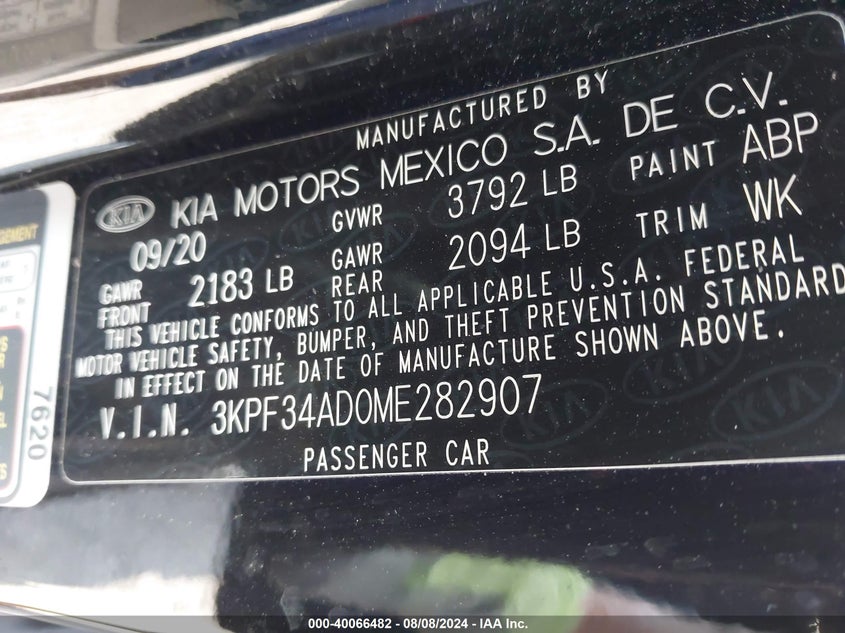 MANUFACTURED BY
KIA KIA MOTORS MEXICO S.A. DE C.V.
09/20 GVWR 3792 LB PAINT ABP
GAWR FRONT 2183 LB GAWR REAR 2094 LB TRIM WK
THIS VEHICLE CONFORMS TO ALL APPLICABLE U.S.A. FEDERAL
MOTOR VEHICLE SAFETY, BUMPER, AND THEFT PREVENTION STANDARD
IN EFFECT ON THE DATE OF MANUFACTURE SHOWN ABOVE.
V.I.N. 3KPF34AD0ME282907
PASSENGER CAR
7620
000-40066482 - 08/08/2024 - IAA Inc.